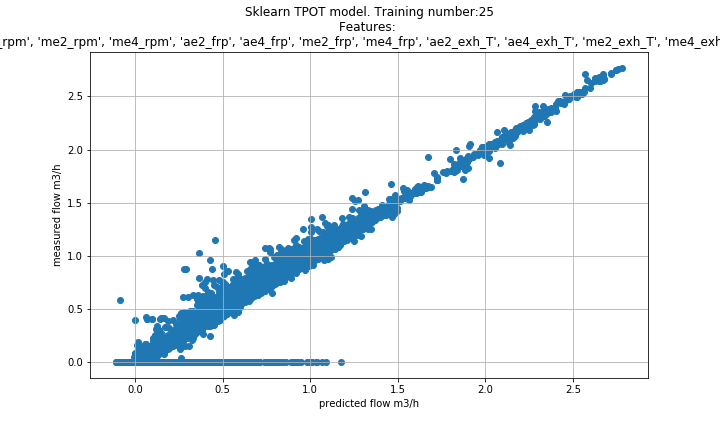 Sklearn TPOT model. Training number:25
Features:
_rpm', 'me2_rpm', 'me4_rpm', 'ae2_frp', 'ae4_frp', 'me2_frp', 'me4_frp', 'ae2_exh_T', 'ae4_exh_T', 'me2_exh_T', 'me4_exh
2.5
2.0
1.5
1.0
0.5
0.0
measured flow m3/h
0.0 0.5 1.0 1.5 2.0 2.5
predicted flow m3/h